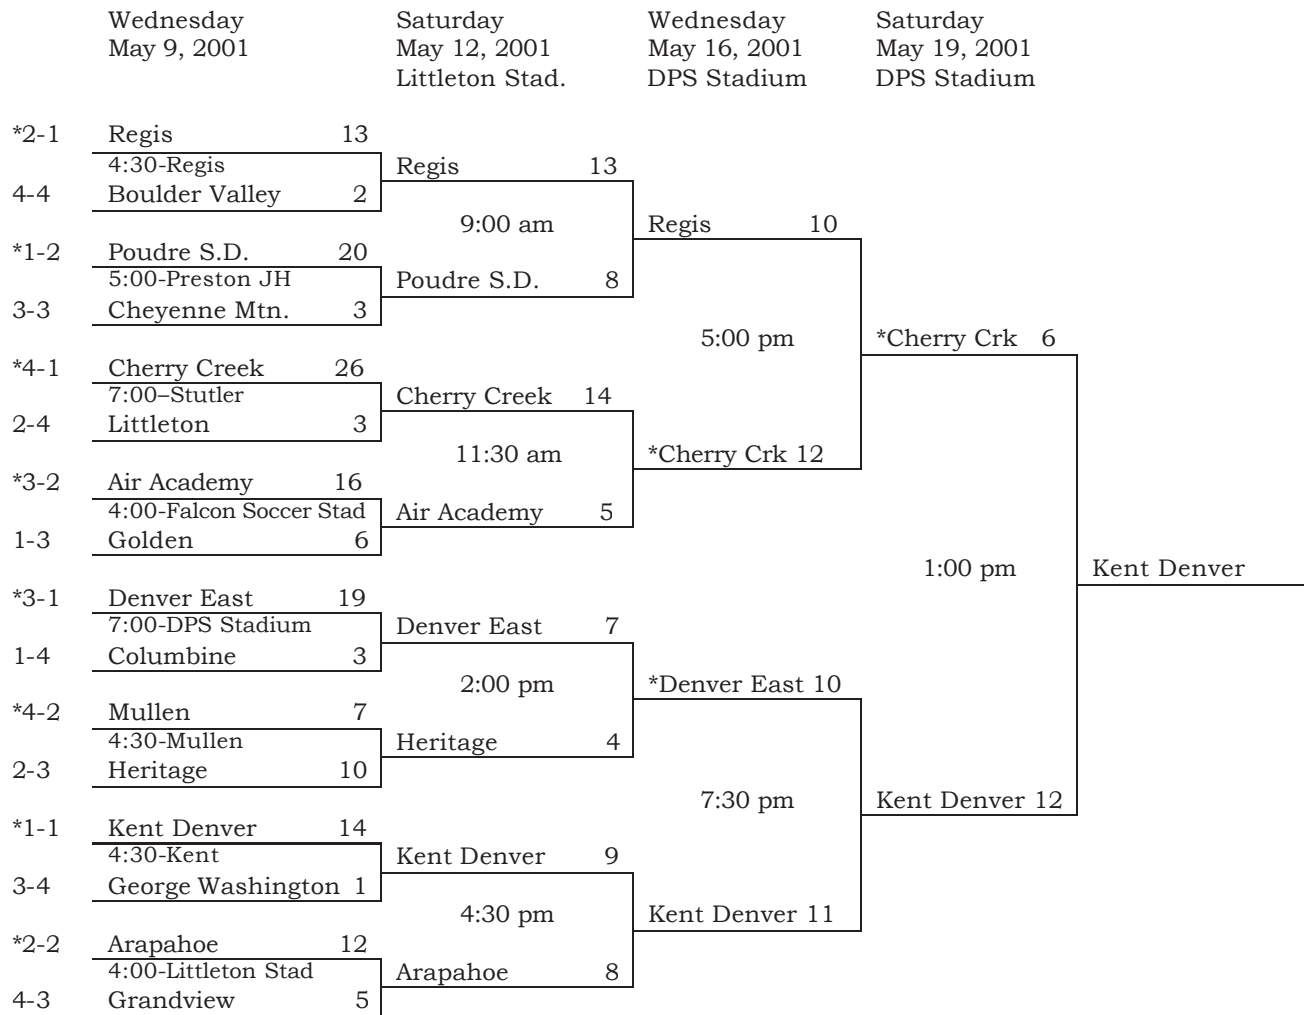 Wednesday Saturday Wednesday Saturday
May 9, 2001 May 12, 2001 May 16, 2001 May 19, 2001
Littleton Stad. DPS Stadium DPS Stadium
*2-1 Regis 13
4:30-Regis Regis 13
4-4 Boulder Valley 2
9:00 am Regis 10
*1-2 Poudre S.D. 20
5:00-Preston JH Poudre S.D. 8
3-3 Cheyenne Mtn. 3
5:00 pm *Cherry Crk 6
*4-1 Cherry Creek 26
7:00–Stutler Cherry Creek 14
2-4 Littleton 3
11:30 am *Cherry Crk 12
*3-2 Air Academy 16
4:00-Falcon Soccer Stad Air Academy 5
1-3 Golden 6
1:00 pm Kent Denver
*3-1 Denver East 19
7:00-DPS Stadium Denver East 7
1-4 Columbine 3
2:00 pm *Denver East 10
*4-2 Mullen 7
4:30-Mullen Heritage 4
2-3 Heritage 10
7:30 pm Kent Denver 12
*1-1 Kent Denver 14
4:30-Kent Kent Denver 9
3-4 George Washington 1
4:30 pm Kent Denver 11
*2-2 Arapahoe 12
4:00-Littleton Stad Arapahoe 8
4-3 Grandview 5